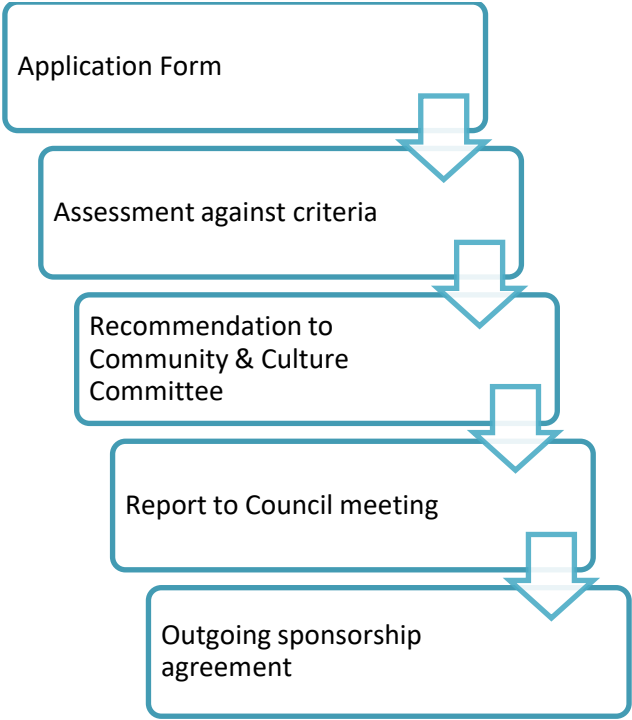 Application Form
Assessment against criteria
Recommendation to
Community & Culture
Committee
Report to Council meeting
Outgoing sponsorship
agreement